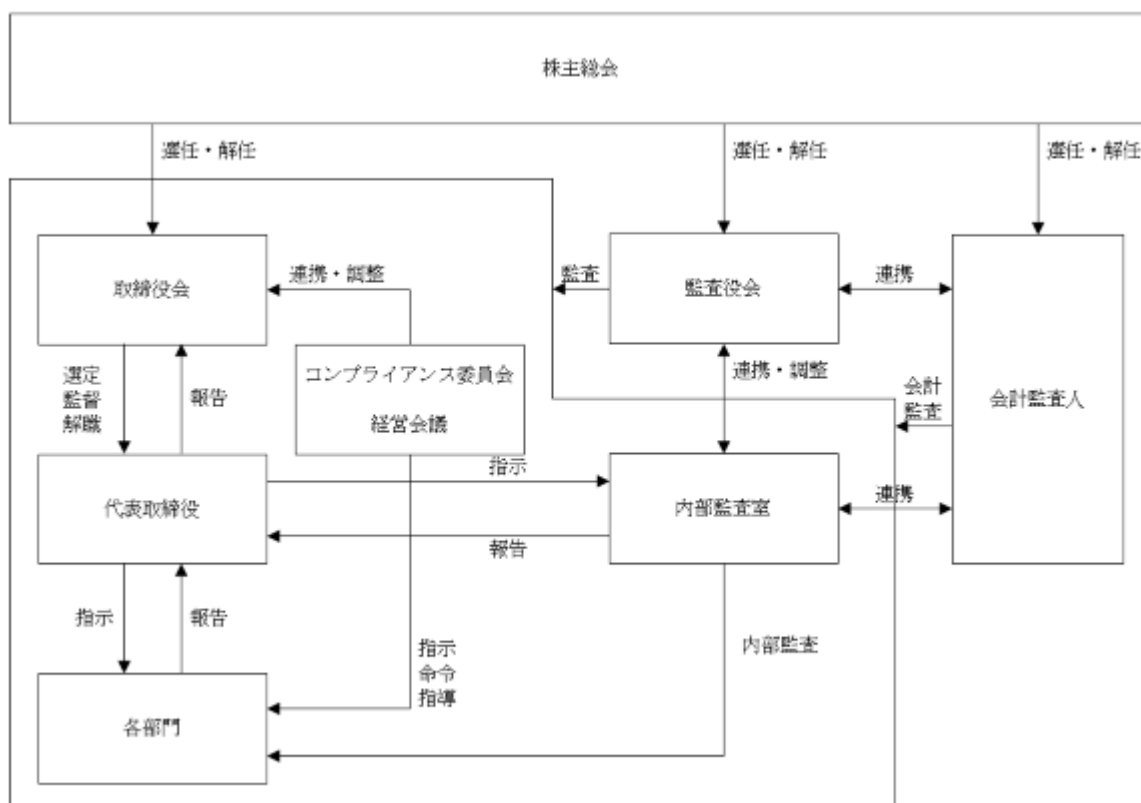 株主総会
選任・解任
選任・解任
選任・解任
取締役会
連携・調整
監査
監査役会
連携
選定
監督
解職
報告
コンプライアンス委員会
経営会議
連携・調整
会計
監査
会計監査人
指示
代表取締役
内部監査室
連携
報告
指示
報告
指示
命令
指導
内部監査
各部門